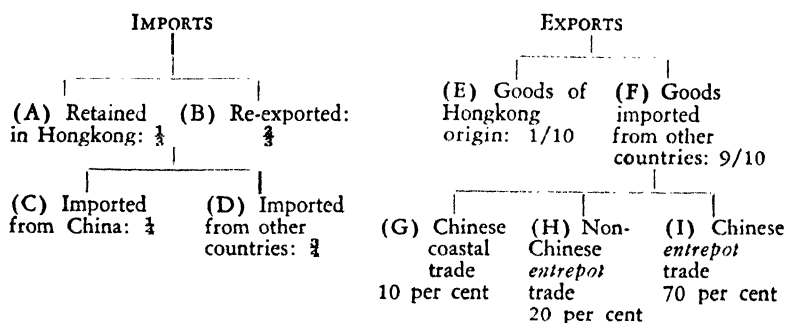 IMPORTS
(A) Retained in Hongkong: ⅓
(B) Re-exported: ⅔
(C) Imported from China: ¼
(D) Imported from other countries: ¾
EXPORTS
(E) Goods of
Hongkong
origin: 1/10
(F) Goods
imported
from other
countries: 9/10
(G) Chinese
coastal
trade
10 per cent
(H) Non-
Chinese
entrepot
trade
20 per cent
(I) Chinese
entrepot
trade
70 per cent